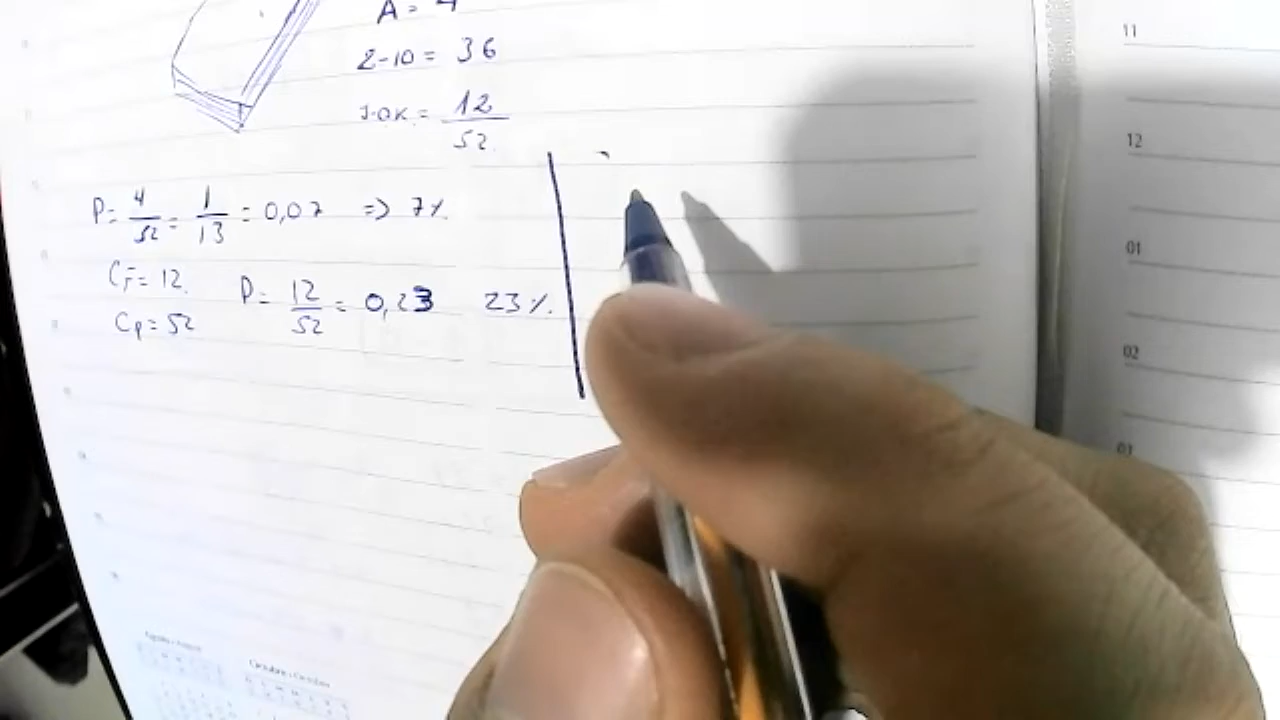 A = 4
2-10 = 36
J-Q K = 12/52
P = 4/52 = 1/13 = 0,07 => 7%
CF = 12
P = 12/52 = 0,23 23%.
Cp = 52
11
12
01
02
03